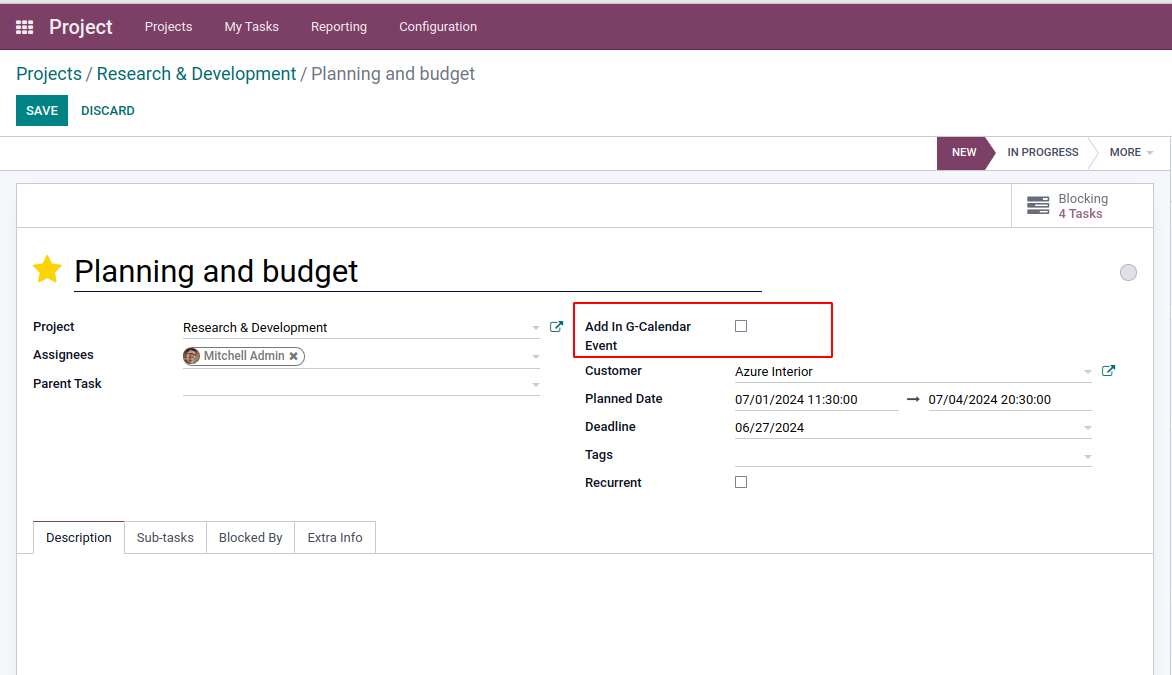 Project Projects My Tasks Reporting Configuration
Projects / Research & Development / Planning and budget
SAVE DISCARD
NEW IN PROGRESS MORE
Blocking
4 Tasks
Planning and budget
Project Research & Development
Assignees Mitchell Admin
Parent Task
Add In G-Calendar
Event
Customer Azure Interior
Planned Date 07/01/2024 11:30:00 07/04/2024 20:30:00
Deadline 06/27/2024
Tags
Recurrent
Description Sub-tasks Blocked By Extra Info